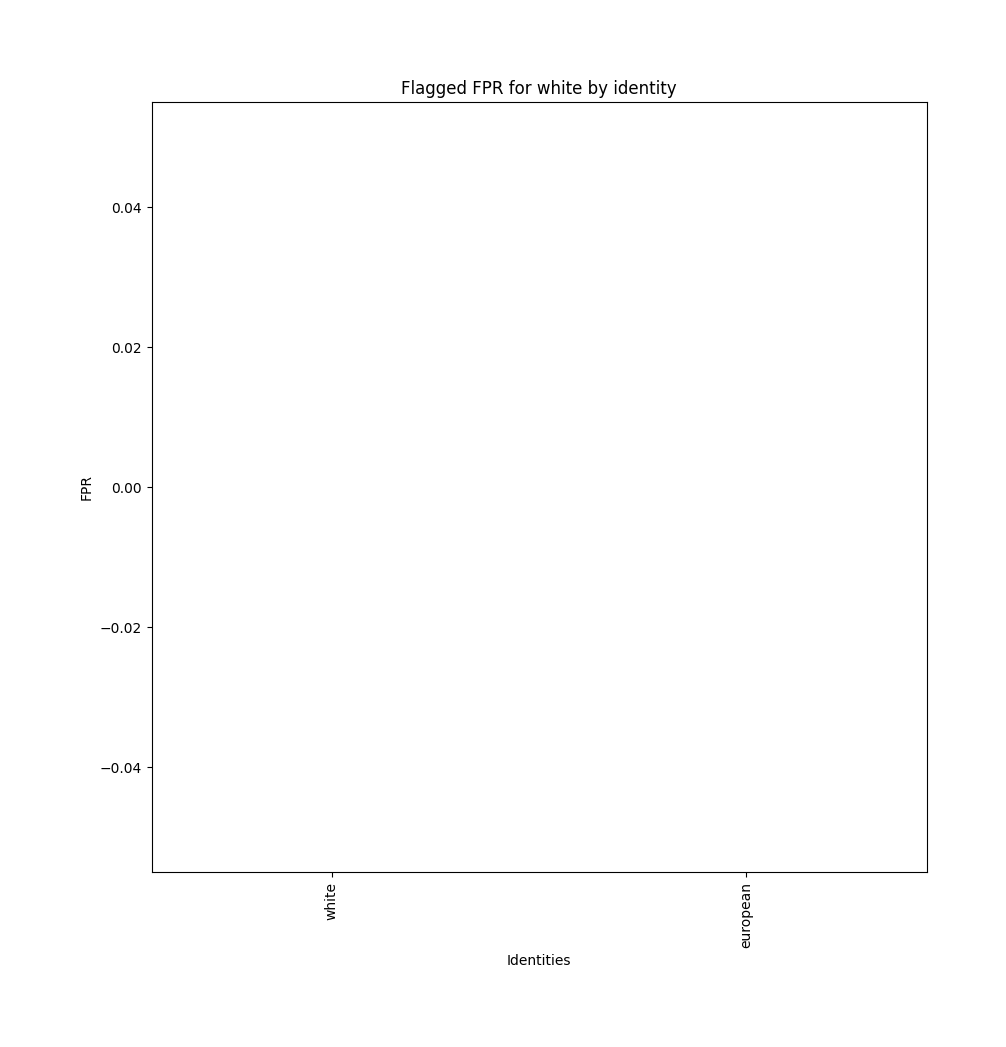 Flagged FPR for white by identity
0.04
0.02
0.00
−0.02
−0.04
FPR
white
european
Identities